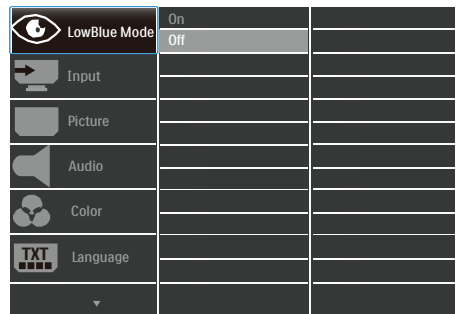 LowBlue Mode
On
Off
Input
Picture
Audio
Color
TXT
Language